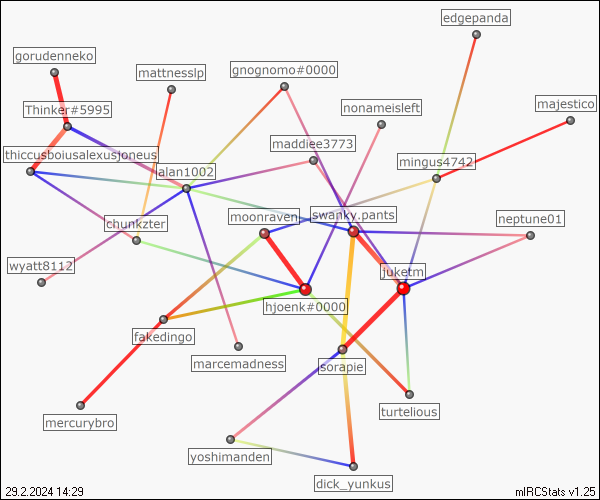 edgepanda
gorudenneko
mattnesslp
gnognomo#0000
Thinker#5995
nonameisleft
majestico
maddiee3773
thiccusboiusalexusjoneus
alan1002
mingus4742
moonraven
swanky.pants
neptune01
chunkzter
wyatt8112
juketm
hjoenk#0000
fakedingo
marcemadness
sorapie
turtelious
mercurybro
yoshimanden
dick_yunkus
29.2.2024 14:29
mIRCStats v1.25